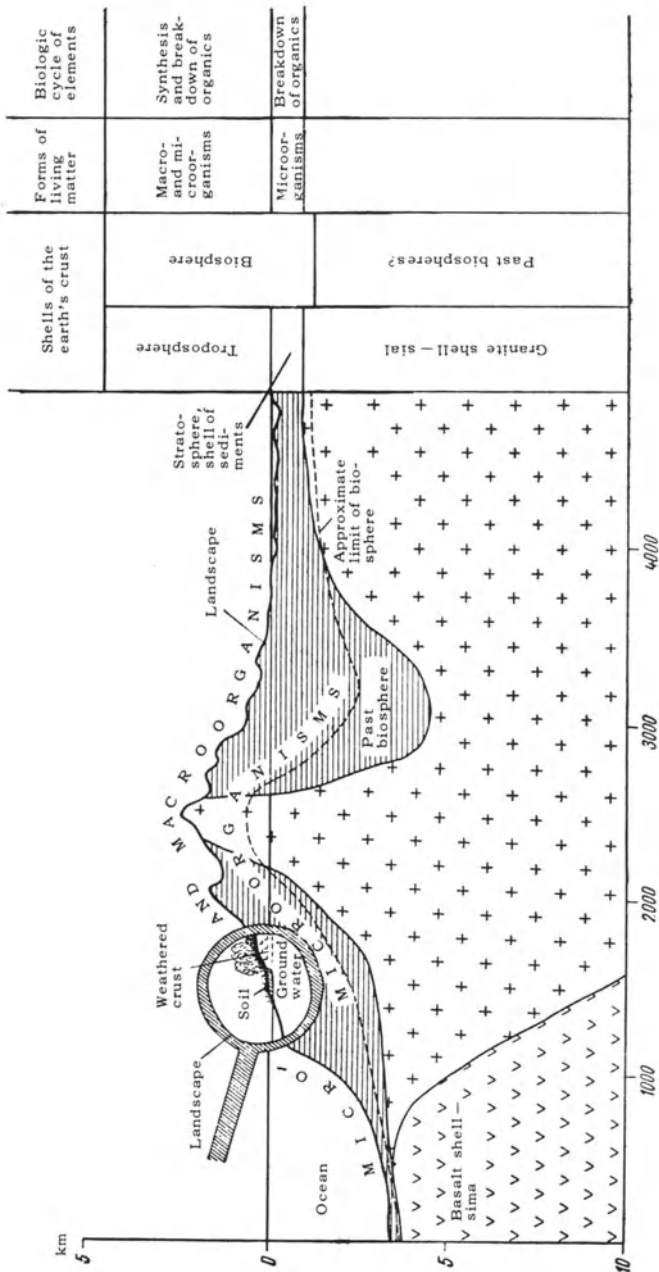 Shells of the
earth's crust
Forms of
living
matter
Biologic
cycle of
elements
Troposphere
Biosphere
Macro-
and mi-
croor-
ganisms
Synthesis
and break-
down of
organics
Microor-
ganisms
Breakdown
of organics
Granite shell—sial
Past biospheres?
Strato-
sphere,
shell of
sedi-
ments
km
5
0
5
10
Landscape
Weathered
crust
Soil
Ground
water
Landscape
MICRO- AND MACROORGANISMS
MICROORGANISMS
Ocean
Past
biosphere
Approximate
limit of bio-
sphere
Basalt shell—
sima
1000
2000
3000
4000